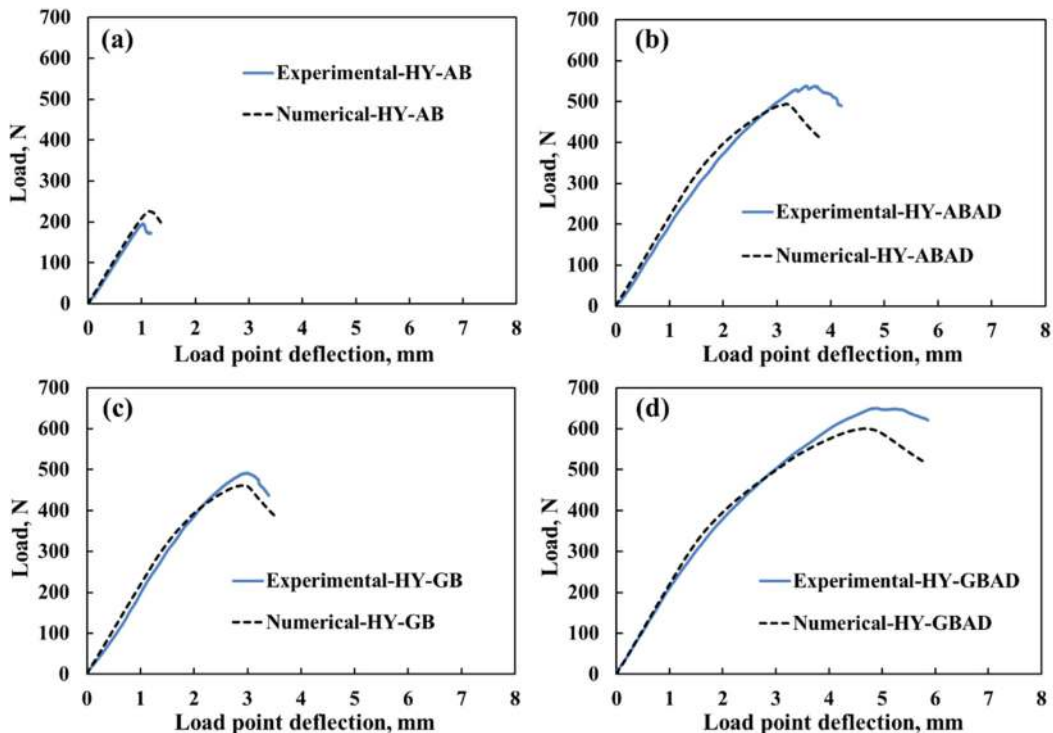 (a)
Load, N
700
600
500
400
300
200
100
0
Experimental-HY-AB
Numerical-HY-AB
0 1 2 3 4 5 6 7 8
Load point deflection, mm
(b)
Load, N
700
600
500
400
300
200
100
0
Experimental-HY-ABAD
Numerical-HY-ABAD
0 1 2 3 4 5 6 7 8
Load point deflection, mm
(c)
Load, N
700
600
500
400
300
200
100
0
Experimental-HY-GB
Numerical-HY-GB
0 1 2 3 4 5 6 7 8
Load point deflection, mm
(d)
Load, N
700
600
500
400
300
200
100
0
Experimental-HY-GBAD
Numerical-HY-GBAD
0 1 2 3 4 5 6 7 8
Load point deflection, mm